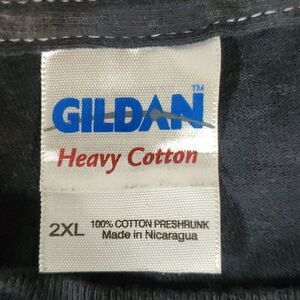 GILDAN™
Heavy Cotton
2XL 100% COTTON PRESHRUNK
Made in Nicaragua